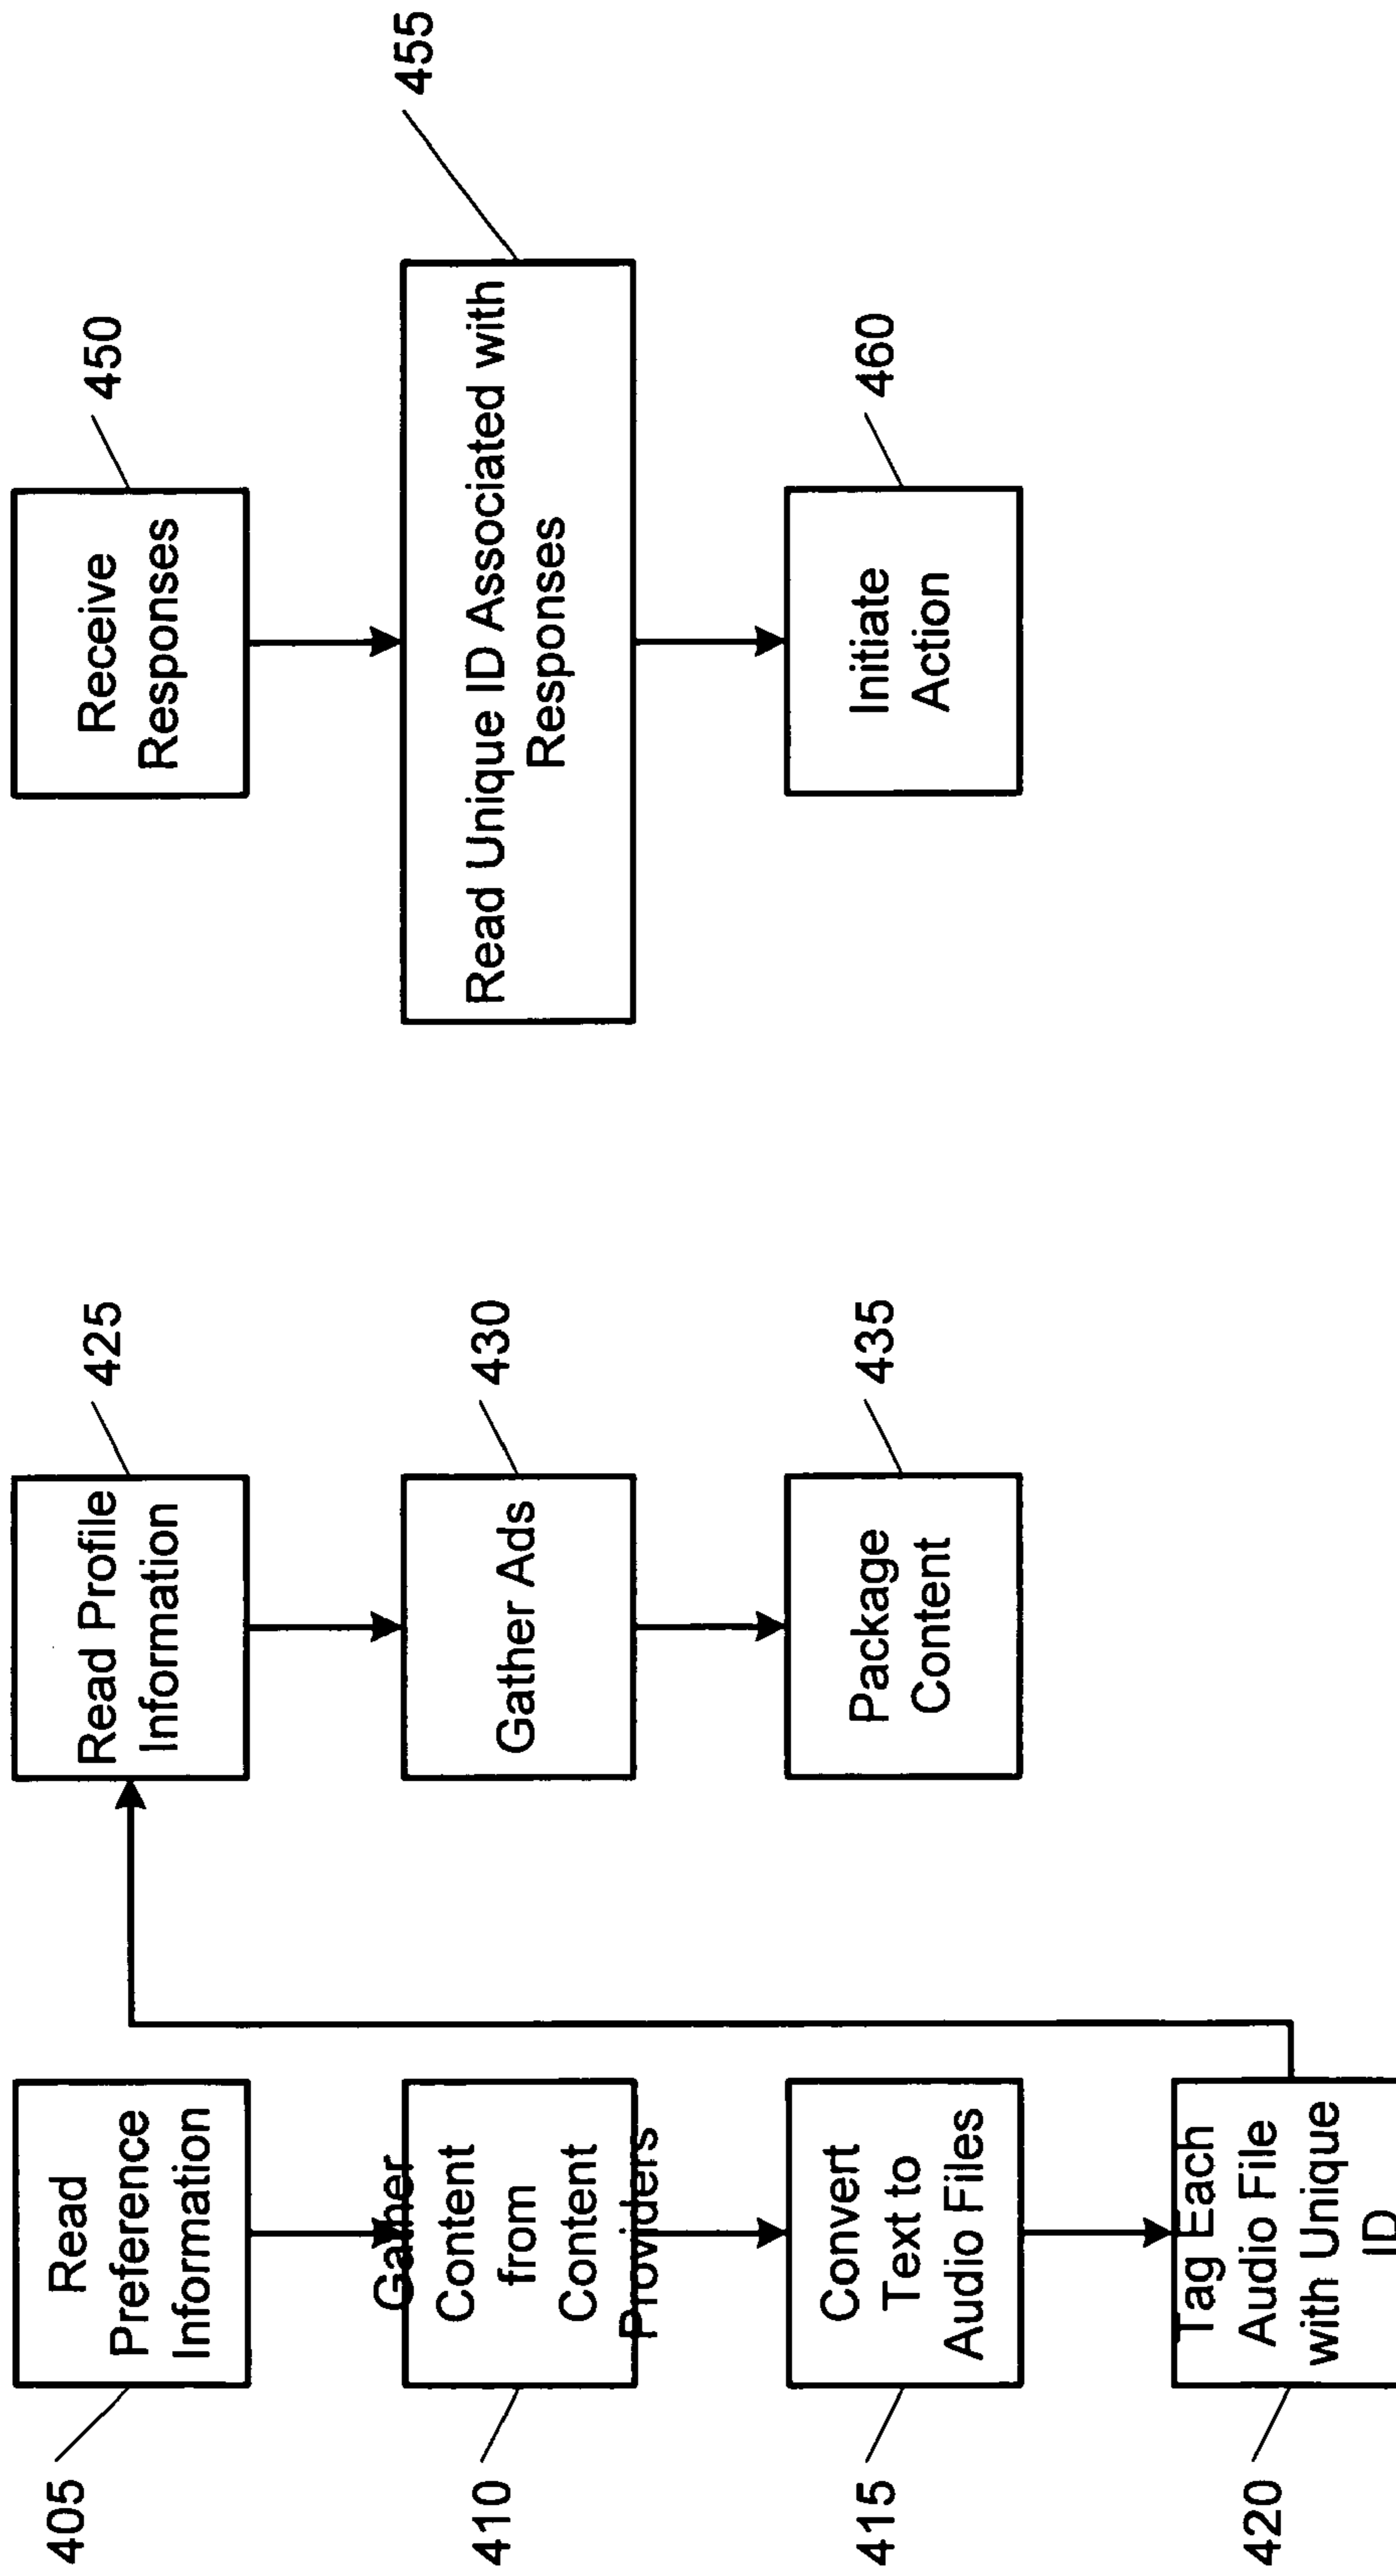 405
Read
Preference
Information
410
Gather
Content
from
Content
Providers
415
Convert
Text to
Audio Files
420
Tag Each
Audio File
with Unique
ID
Read Profile
Information
425
Gather Ads
430
Package
Content
435
Receive
Responses
450
Read Unique ID Associated with
Responses
455
Initiate
Action
460